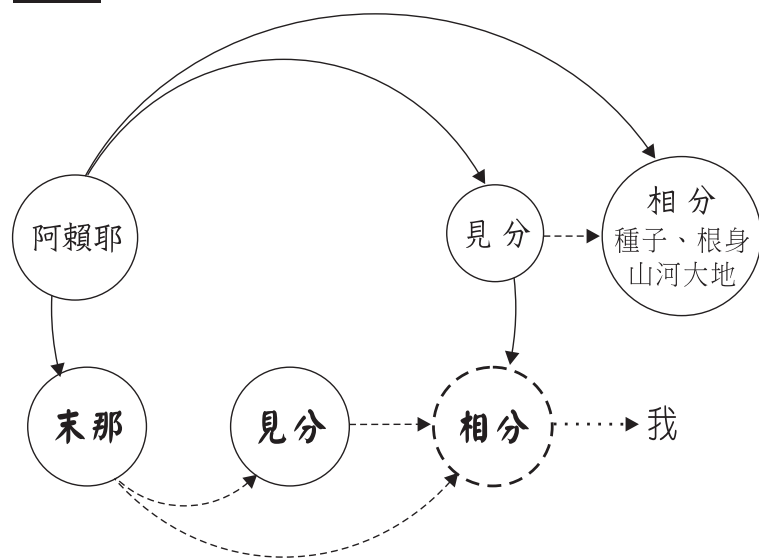 阿賴耶
見分
相分
種子、根身
山河大地
末那
見分
相分
我